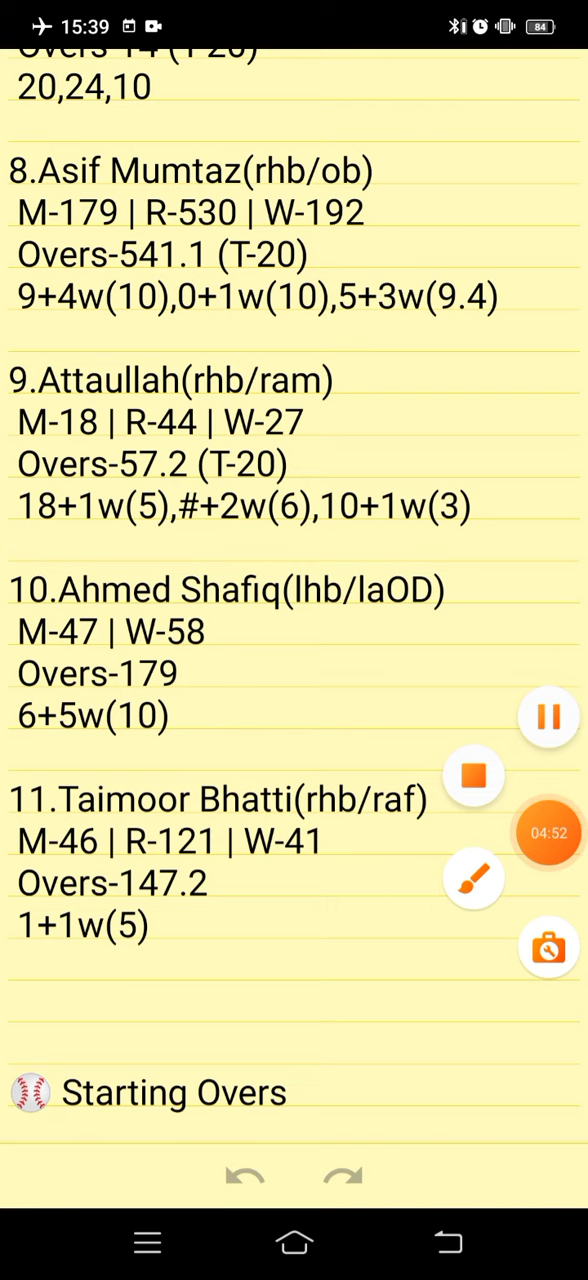 15:39
84
Overs-14 (T-20)
20,24,10
8.Asif Mumtaz(rhb/ob)
M-179 | R-530 | W-192
Overs-541.1 (T-20)
9+4w(10),0+1w(10),5+3w(9.4)
9.Attaullah(rhb/ram)
M-18 | R-44 | W-27
Overs-57.2 (T-20)
18+1w(5),#+2w(6),10+1w(3)
10.Ahmed Shafiq(lhb/laOD)
M-47 | W-58
Overs-179
6+5w(10)
11.Taimoor Bhatti(rhb/raf)
M-46 | R-121 | W-41
04:52
Overs-147.2
1+1w(5)
Starting Overs